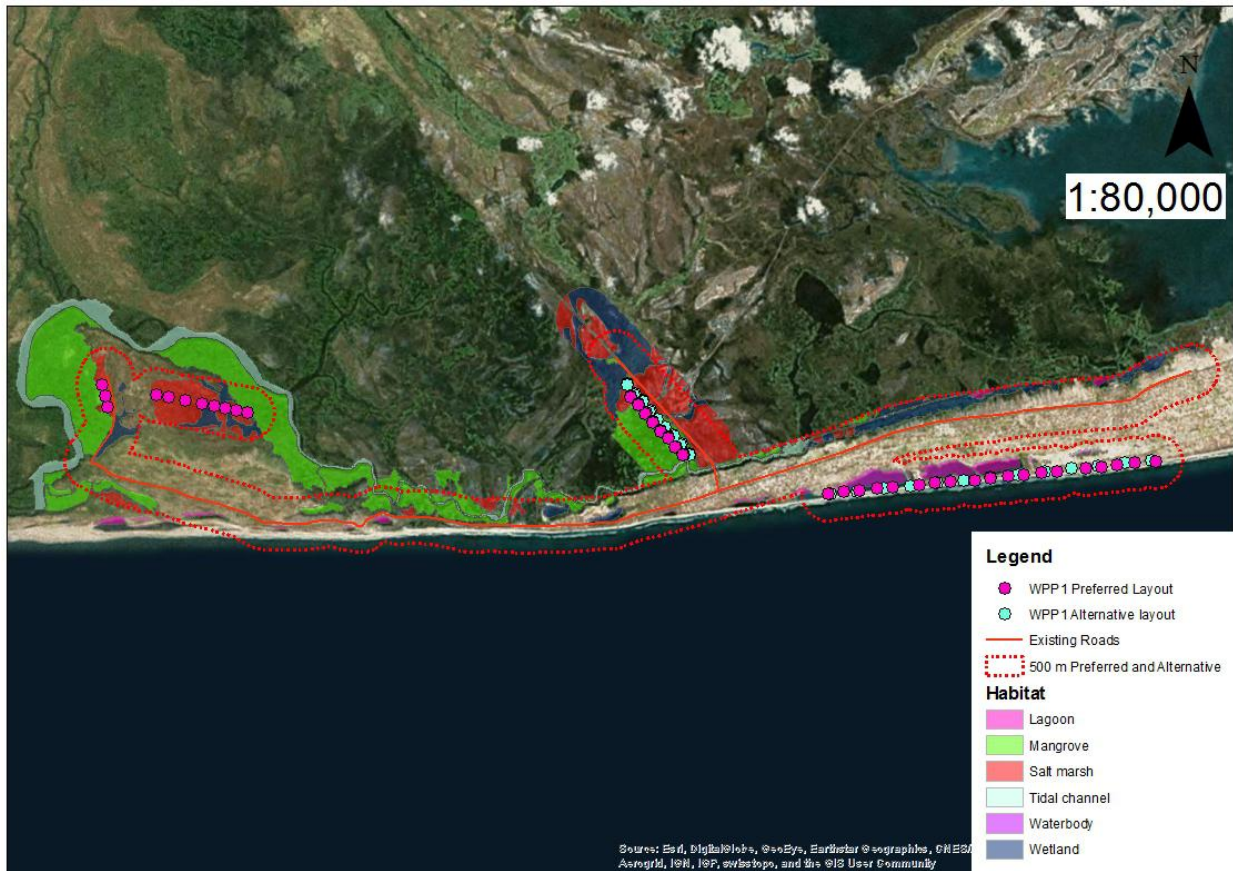 N
1:80,000
Legend
WPP1 Preferred Layout
WPP1 Alternative layout
Existing Roads
500 m Preferred and Alternative
Habitat
Lagoon
Mangrove
Salt marsh
Tidal channel
Waterbody
Wetland
Source: Esri, DigitalGlobe, GeoEye, Earthstar Geographics, CNES/
Aerogrid, IGN, IGP, swisstopo, and the GIS User Community